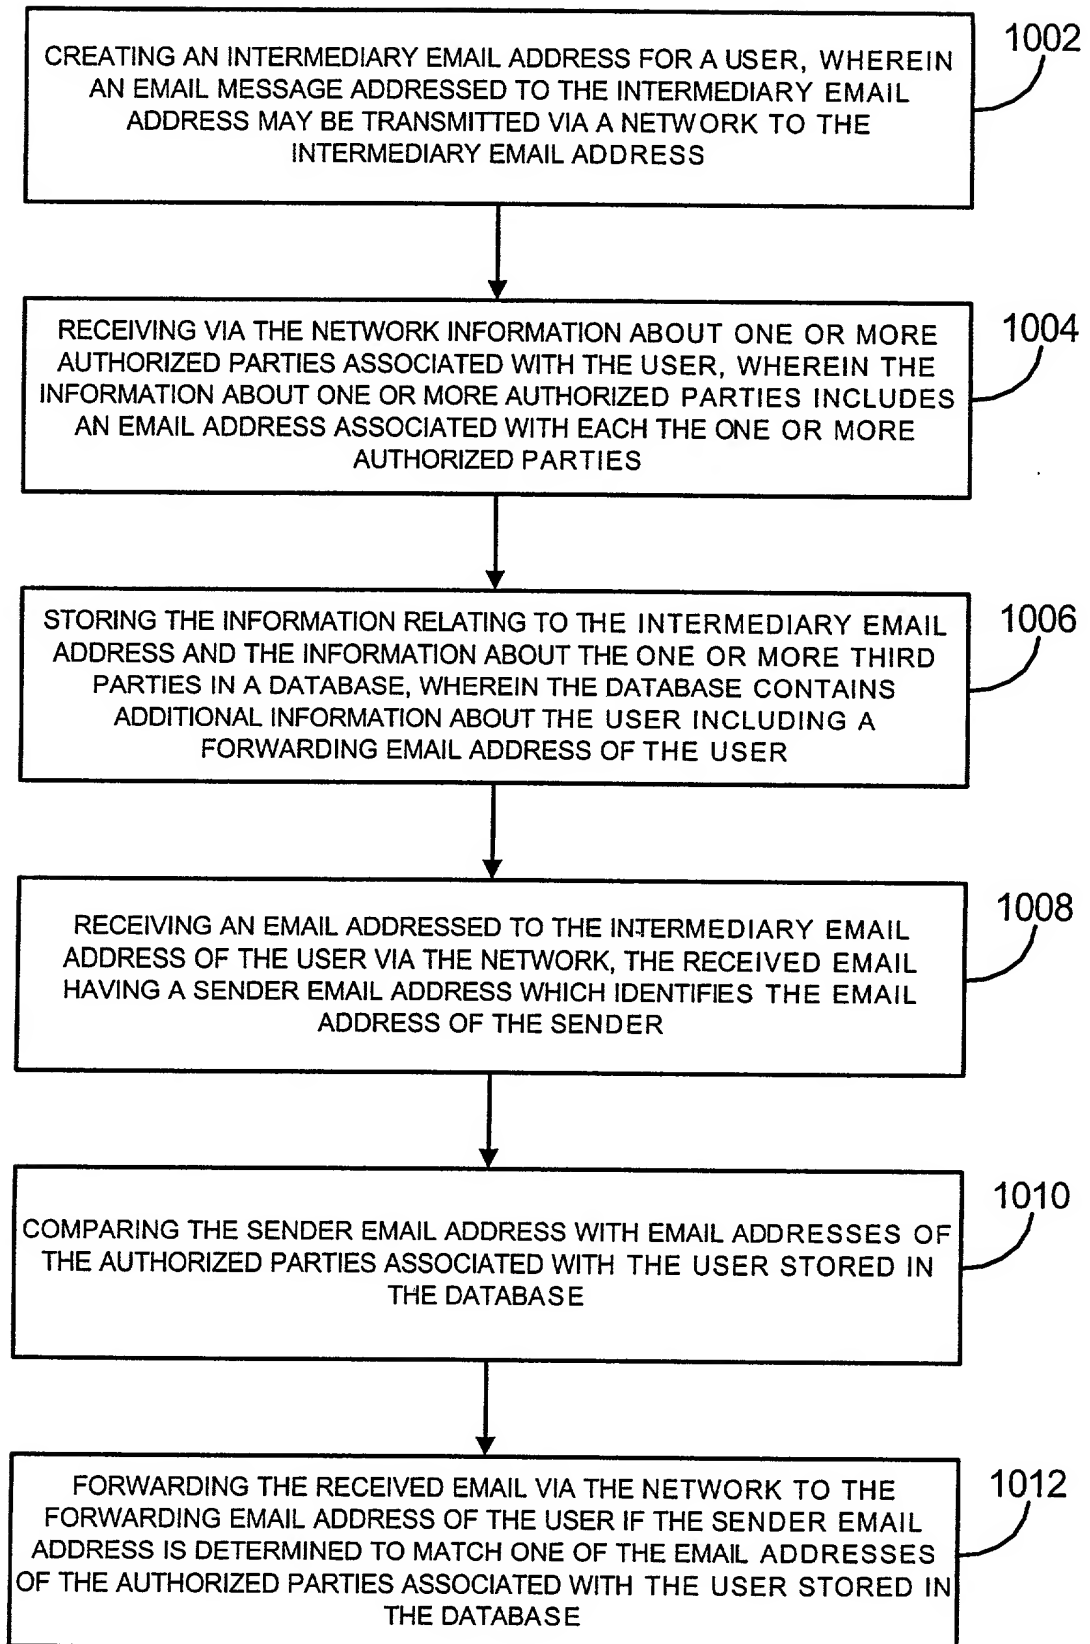 1002
CREATING AN INTERMEDIARY EMAIL ADDRESS FOR A USER, WHEREIN
AN EMAIL MESSAGE ADDRESSED TO THE INTERMEDIARY EMAIL
ADDRESS MAY BE TRANSMITTED VIA A NETWORK TO THE
INTERMEDIARY EMAIL ADDRESS
1004
RECEIVING VIA THE NETWORK INFORMATION ABOUT ONE OR MORE
AUTHORIZED PARTIES ASSOCIATED WITH THE USER, WHEREIN THE
INFORMATION ABOUT ONE OR MORE AUTHORIZED PARTIES INCLUDES
AN EMAIL ADDRESS ASSOCIATED WITH EACH THE ONE OR MORE
AUTHORIZED PARTIES
1006
STORING THE INFORMATION RELATING TO THE INTERMEDIARY EMAIL
ADDRESS AND THE INFORMATION ABOUT THE ONE OR MORE THIRD
PARTIES IN A DATABASE, WHEREIN THE DATABASE CONTAINS
ADDITIONAL INFORMATION ABOUT THE USER INCLUDING A
FORWARDING EMAIL ADDRESS OF THE USER
1008
RECEIVING AN EMAIL ADDRESSED TO THE INTERMEDIARY EMAIL
ADDRESS OF THE USER VIA THE NETWORK, THE RECEIVED EMAIL
HAVING A SENDER EMAIL ADDRESS WHICH IDENTIFIES THE EMAIL
ADDRESS OF THE SENDER
1010
COMPARING THE SENDER EMAIL ADDRESS WITH EMAIL ADDRESSES OF
THE AUTHORIZED PARTIES ASSOCIATED WITH THE USER STORED IN
THE DATABASE
1012
FORWARDING THE RECEIVED EMAIL VIA THE NETWORK TO THE
FORWARDING EMAIL ADDRESS OF THE USER IF THE SENDER EMAIL
ADDRESS IS DETERMINED TO MATCH ONE OF THE EMAIL ADDRESSES
OF THE AUTHORIZED PARTIES ASSOCIATED WITH THE USER STORED IN
THE DATABASE